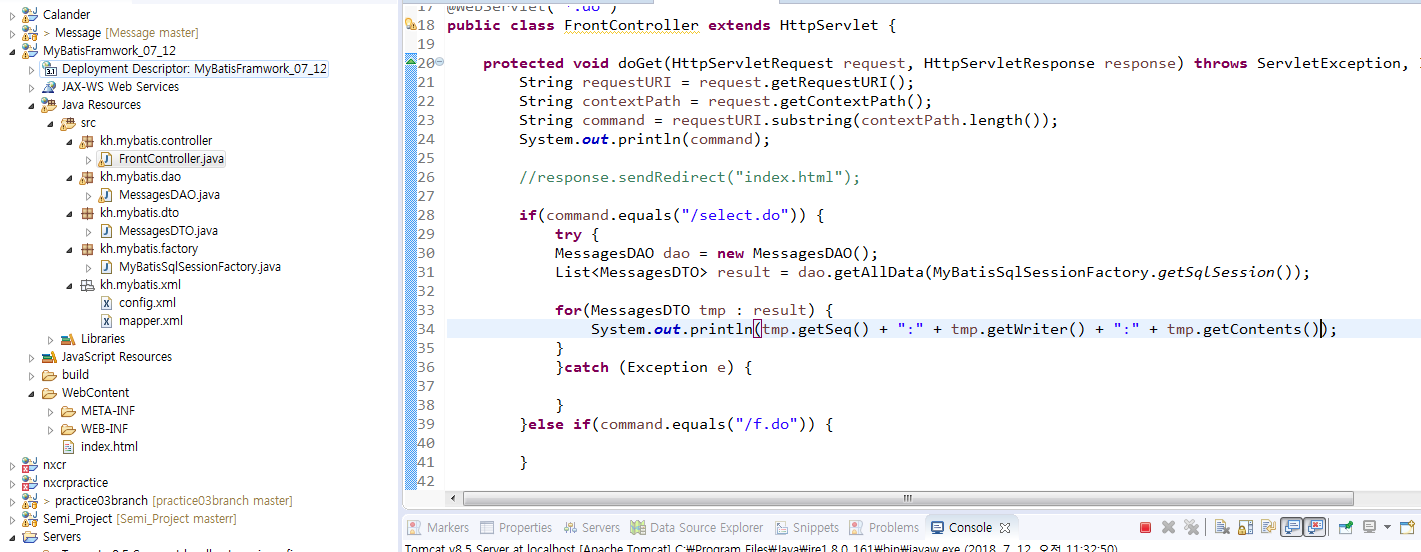 Calander
> Message [Message master]
MyBatisFramwork_07_12
Deployment Descriptor: MyBatisFramwork_07_12
JAX-WS Web Services
Java Resources
src
kh.mybatis.controller
FrontController.java
kh.mybatis.dao
MessagesDAO.java
kh.mybatis.dto
MessagesDTO.java
kh.mybatis.factory
MyBatisSqlSessionFactory.java
kh.mybatis.xml
config.xml
mapper.xml
Libraries
JavaScript Resources
build
WebContent
META-INF
WEB-INF
index.html
nxcr
nxcrpractice
> practice03branch [practice03branch master]
Semi_Project [Semi_Project masterr]
Servers
17 @WebServlet("*.do")
18 public class FrontController extends HttpServlet {
19
20 protected void doGet(HttpServletRequest request, HttpServletResponse response) throws ServletException,
21 String requestURI = request.getRequestURI();
22 String contextPath = request.getContextPath();
23 String command = requestURI.substring(contextPath.length());
24 System.out.println(command);
25
26 //response.sendRedirect("index.html");
27
28 if(command.equals("/select.do")) {
29 try {
30 MessagesDAO dao = new MessagesDAO();
31 List<MessagesDTO> result = dao.getAllData(MyBatisSqlSessionFactory.getSqlSession());
32
33 for(MessagesDTO tmp : result) {
34 System.out.println(tmp.getSeq() + ":" + tmp.getWriter() + ":" + tmp.getContents());
35 }
36 }catch (Exception e) {
37
38 }
39 }else if(command.equals("/f.do")) {
40
41 }
42
Markers Properties Servers Data Source Explorer Snippets Problems Console
Tomcat v8.5 Server at localhost [Apache Tomcat] C:₩Program Files₩Java₩jre1.8.0_161₩bin₩javaw.exe (2018. 7. 12. 오전 11:32:50)